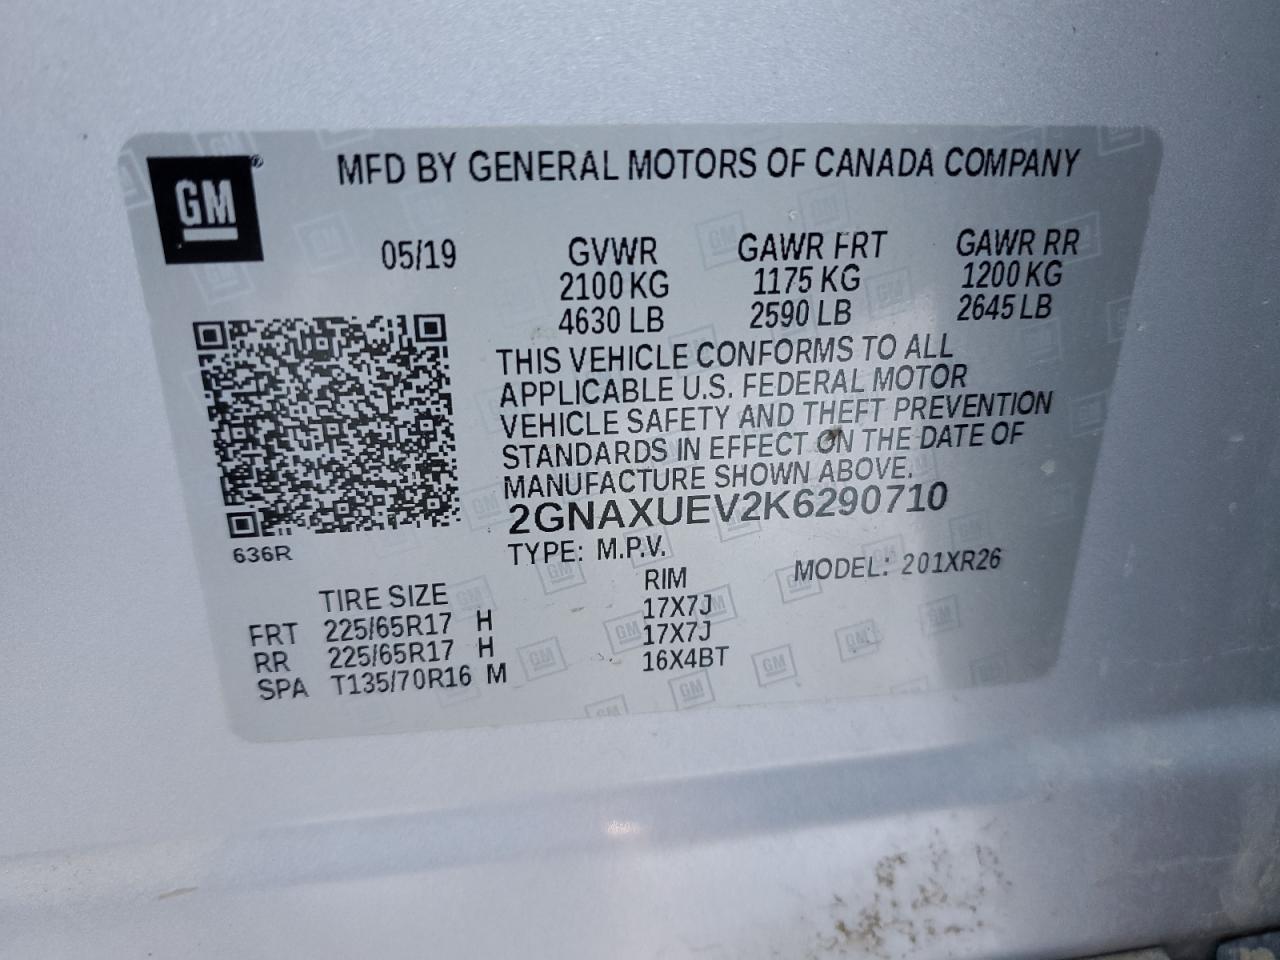 GM®
MFD BY GENERAL MOTORS OF CANADA COMPANY
05/19
GVWR
2100 KG
4630 LB
GAWR FRT
1175 KG
2590 LB
GAWR RR
1200 KG
2645 LB
THIS VEHICLE CONFORMS TO ALL
APPLICABLE U.S. FEDERAL MOTOR
VEHICLE SAFETY AND THEFT PREVENTION
STANDARDS IN EFFECT ON THE DATE OF
MANUFACTURE SHOWN ABOVE.
2GNAXUEV2K6290710
636R
TYPE: M.P.V. MODEL: 201XR26
TIRE SIZE RIM
FRT 225/65R17 H 17X7J
RR 225/65R17 H 17X7J
SPA T135/70R16 M 16X4BT